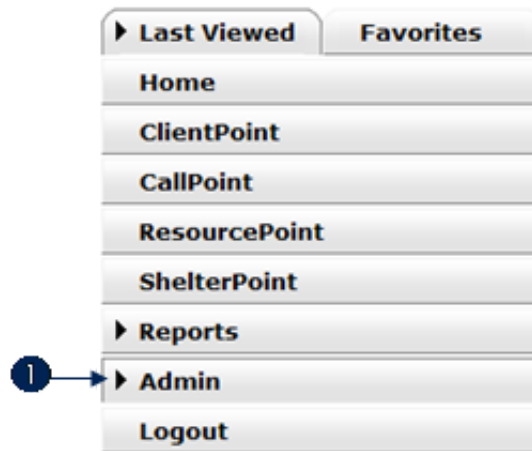 Last Viewed Favorites
Home
ClientPoint
CallPoint
ResourcePoint
ShelterPoint
Reports
1 Admin
Logout